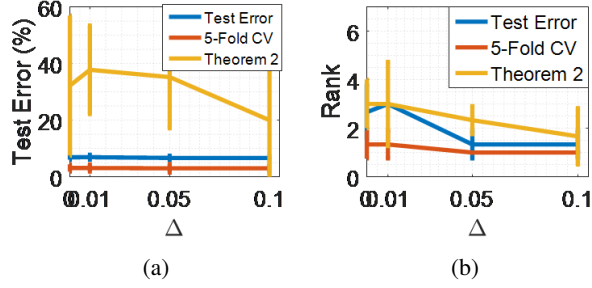 60
40
20
0
Test Error (%)
Test Error
5-Fold CV
Theorem 2
0 0.01 0.05 0.1
Δ
(a)
6
4
2
0
Rank
Test Error
5-Fold CV
Theorem 2
0 0.01 0.05 0.1
Δ
(b)